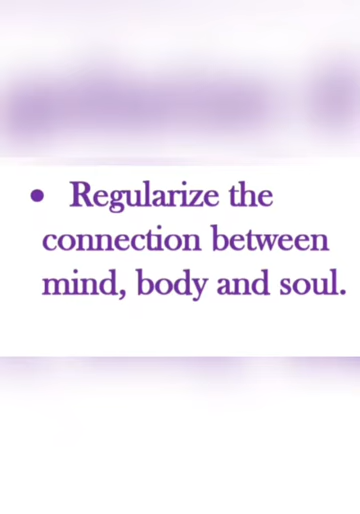 • Regularize the
connection between
mind, body and soul.